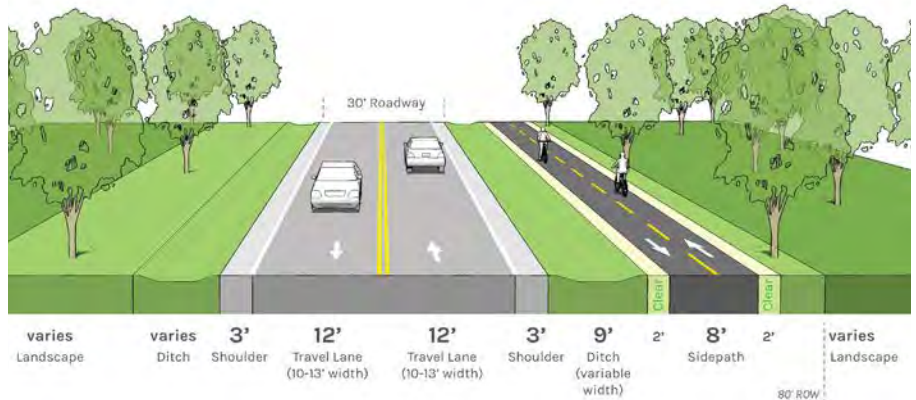 30' Roadway
Clear
Clear
varies
Landscape
varies
Ditch
3'
Shoulder
12'
Travel Lane
(10-13' width)
12'
Travel Lane
(10-13' width)
3'
Shoulder
9'
Ditch
(variable
width)
2'
8'
Sidepath
2'
varies
Landscape
80' ROW